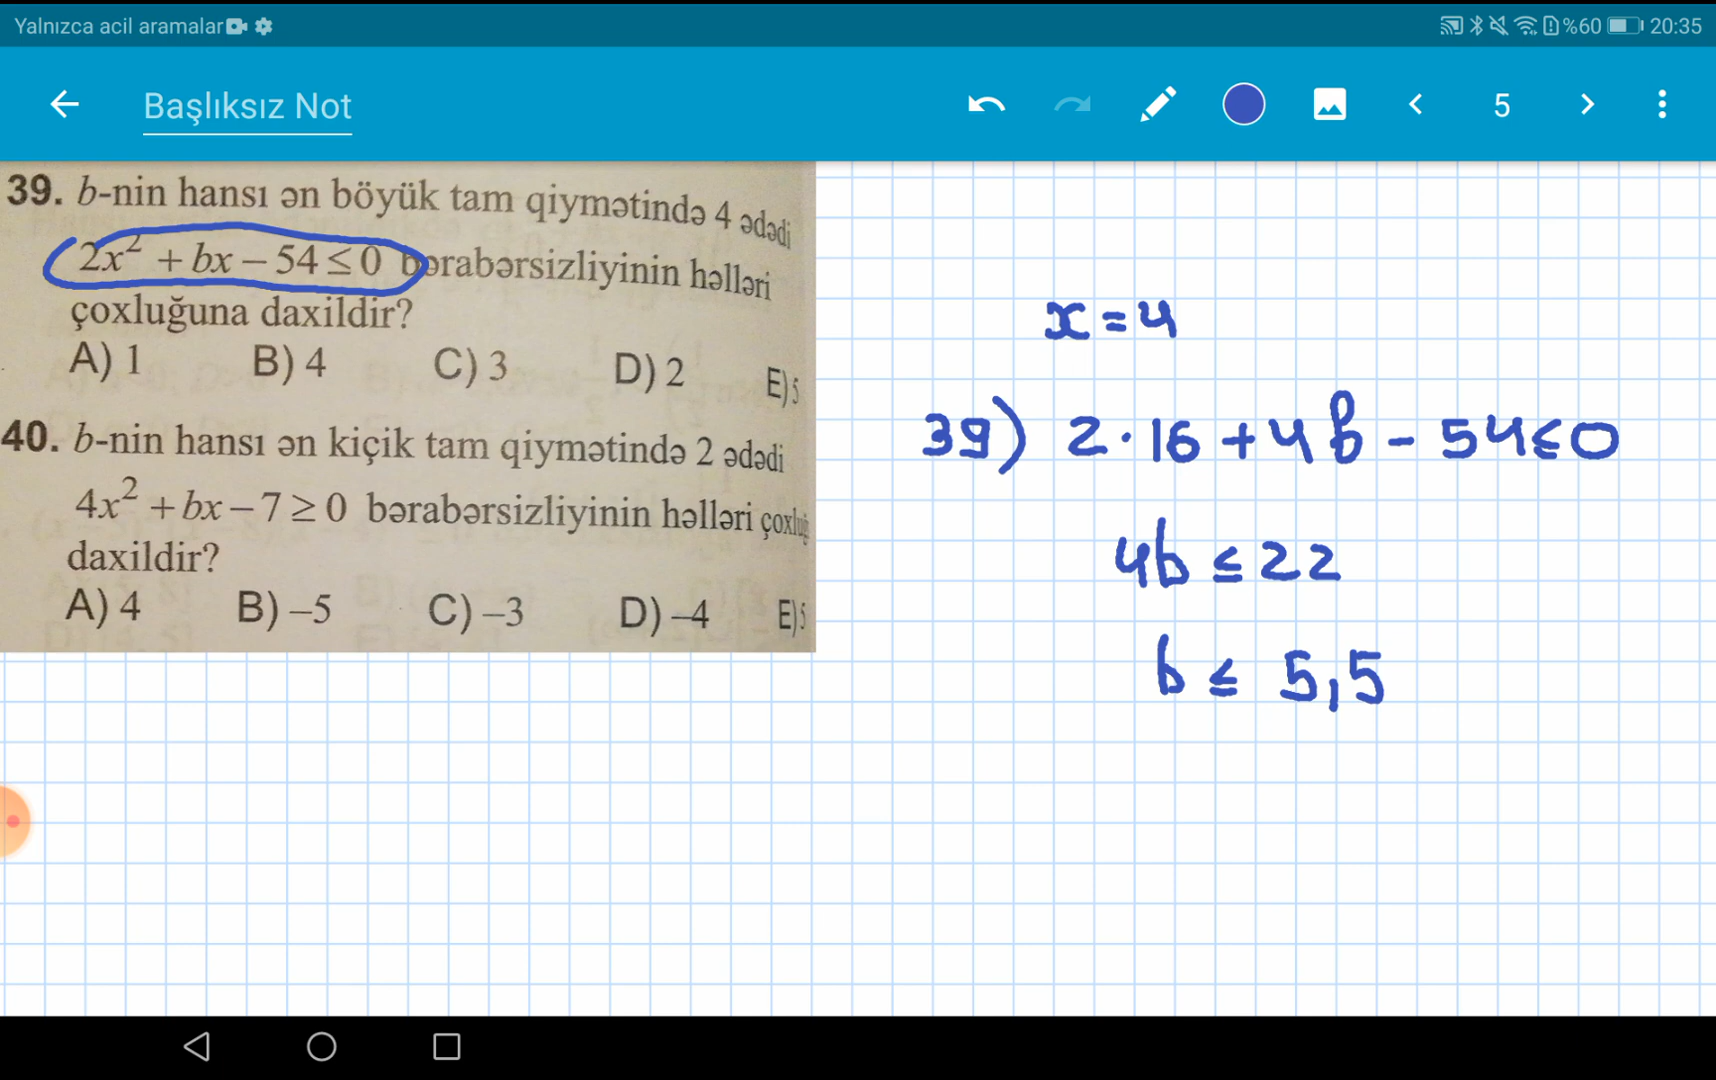 Yalnızca acil aramalar
%60 20:35
Başlıksız Not
5
39. b-nin hansı ən böyük tam qiymətində 4 ədədi
2x² + bx − 54 ≤ 0 bərabərsizliyinin həlləri
çoxluğuna daxildir?
A) 1 B) 4 C) 3 D) 2 E) 5
40. b-nin hansı ən kiçik tam qiymətində 2 ədədi
4x² + bx − 7 ≥ 0 bərabərsizliyinin həlləri
daxildir?
A) 4 B) –5 C) –3 D) –4 E) 5
x = 4
39) 2 · 16 + 4b − 54 ≤ 0
4b ≤ 22
b ≤ 5,5